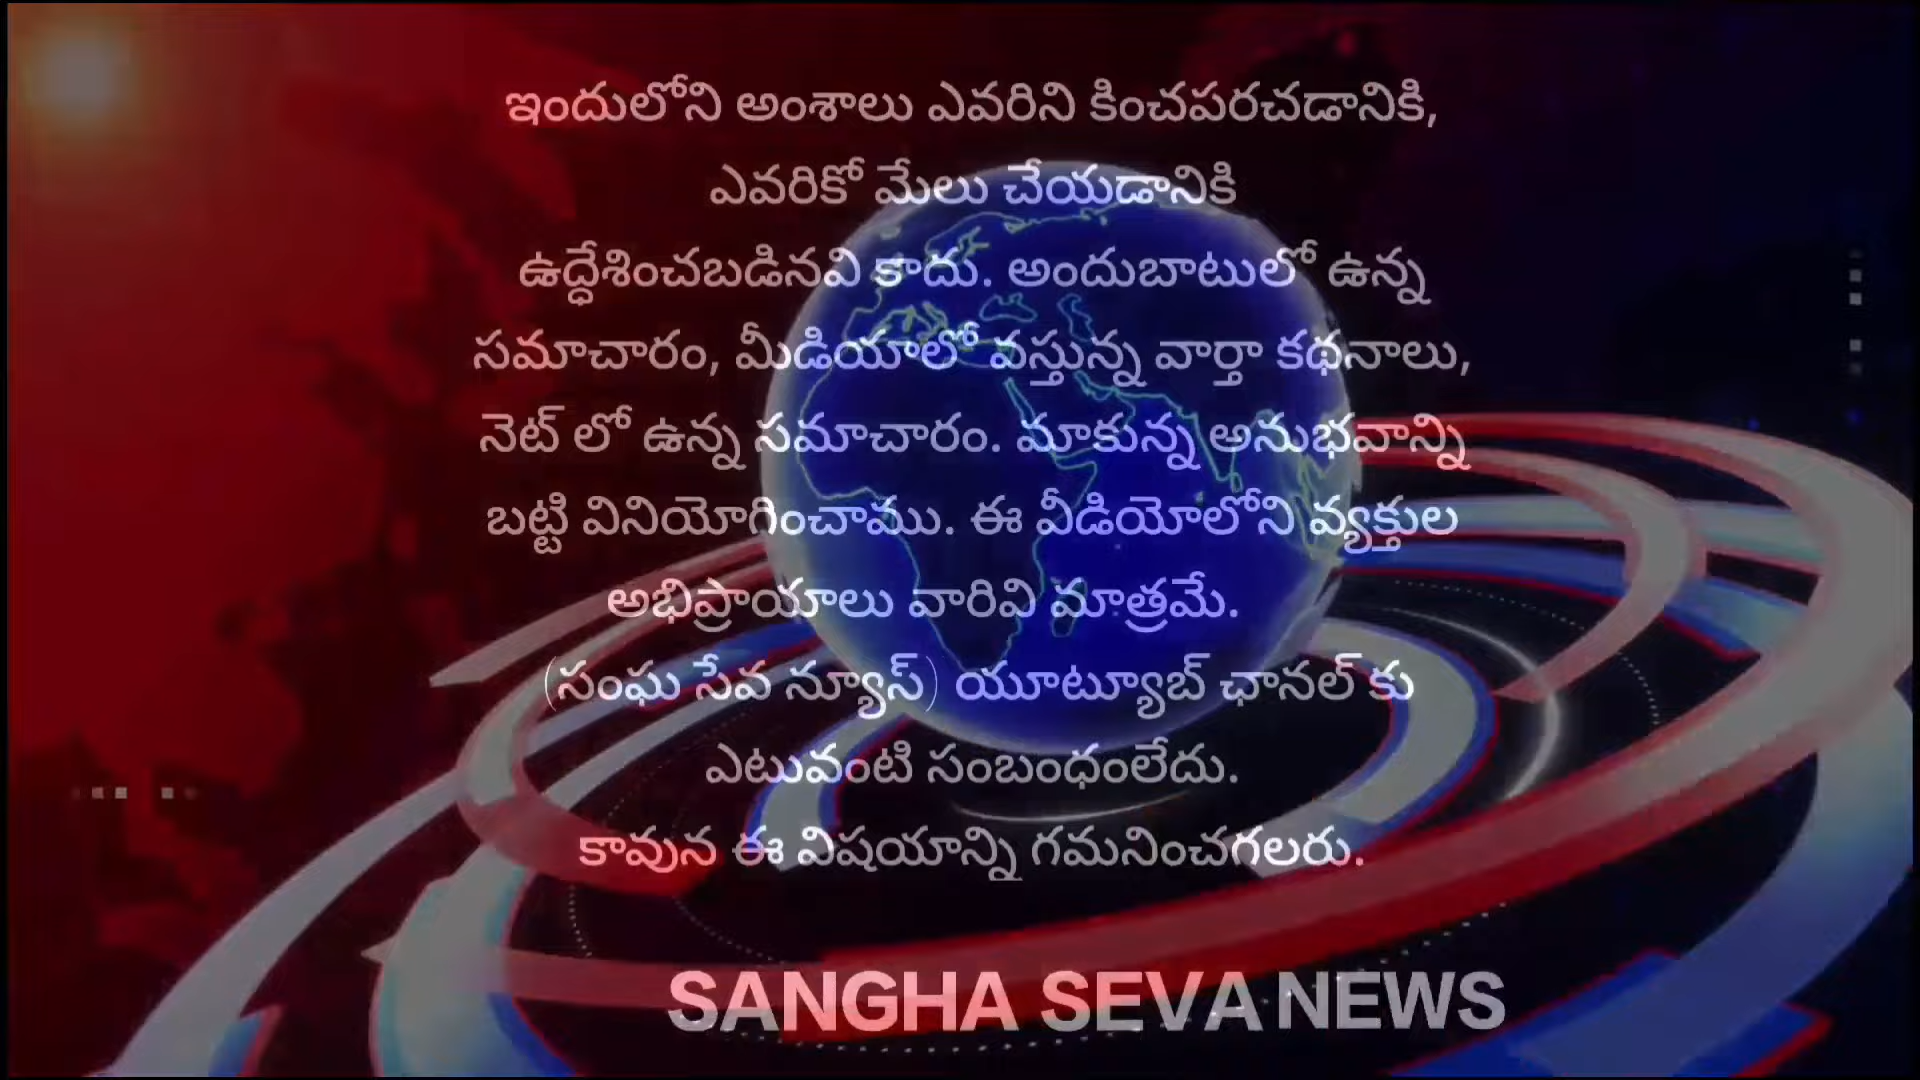 ఇందులోని అంశాలు ఎవరిని కించపరచడానికి,
ఎవరికో మేలు చేయడానికి
ఉద్ధేశించబడినవి కాదు. అందుబాటులో ఉన్న
సమాచారం, మీడియాలో వస్తున్న వార్తా కథనాలు,
నెట్ లో ఉన్న సమాచారం. మాకున్న అనుభవాన్ని
బట్టి వినియోగించాము. ఈ వీడియోలోని వ్యక్తుల
అభిప్రాయాలు వారివి మాత్రమే.
(సంఘ సేవ న్యూస్) యూట్యూబ్ ఛానల్ కు
ఎటువంటి సంబంధంలేదు.
కావున ఈ విషయాన్ని గమనించగలరు.
SANGHA SEVA NEWS